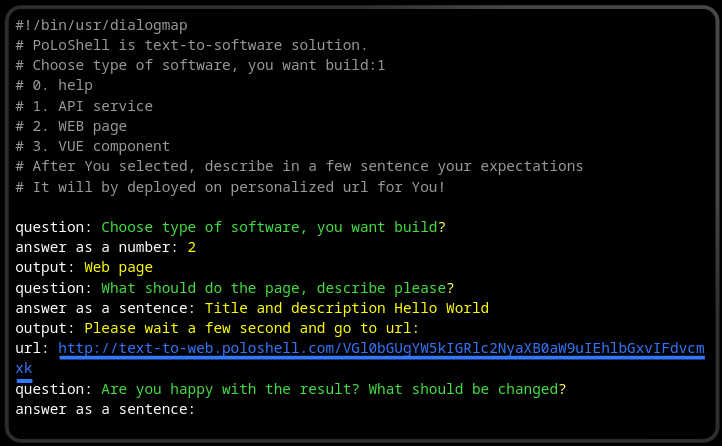 #!/bin/usr/dialogmap
# PoLoShell is text-to-software solution.
# Choose type of software, you want build:1
# 0. help
# 1. API service
# 2. WEB page
# 3. VUE component
# After You selected, describe in a few sentence your expectations
# It will by deployed on personalized url for You!
question: Choose type of software, you want build?
answer as a number: 2
output: Web page
question: What should do the page, describe please?
answer as a sentence: Title and description Hello World
output: Please wait a few second and go to url:
url: http://text-to-web.poloshell.com/VGl0bGUgYW5kIGRlc2NyaXB0aW9uIEhlbGxvIFdvcm
xk
question: Are you happy with the result? What should be changed?
answer as a sentence: